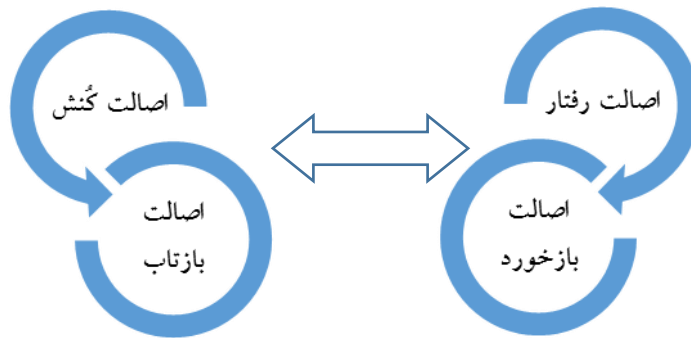 اصالت رفتار
اصالت
بازخورد
اصالت کُنش
اصالت
بازتاب